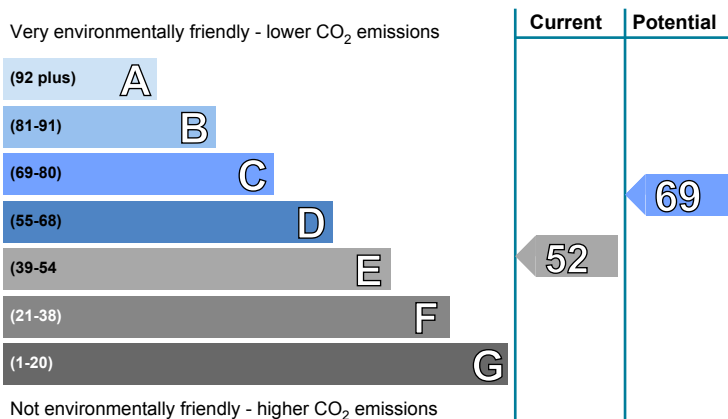 Current Potential
Very environmentally friendly - lower CO2 emissions
(92 plus) A
(81-91) B
(69-80) C
69
(55-68) D
52
(39-54 E
(21-38) F
(1-20) G
Not environmentally friendly - higher CO2 emissions